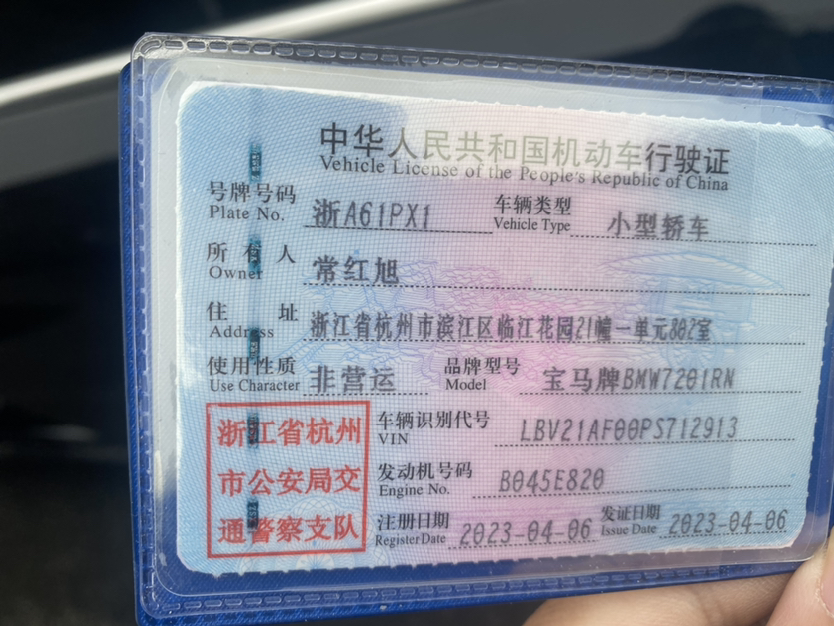 中华人民共和国机动车行驶证
Vehicle License of the People's Republic of China
号牌号码 浙A61PX1 车辆类型 小型轿车
Plate No. Vehicle Type
所有人 常红旭
Owner
住址 浙江省杭州市滨江区临江花园21幢一单元802室
Address
使用性质 非营运 品牌型号 宝马牌BMW7201RN
Use Character Model
浙江省杭州 车辆识别代号 LBV21AF00PS712913
VIN
市公安局交 发动机号码 B045E820
Engine No.
通警察支队 注册日期 2023-04-06 发证日期 2023-04-06
Register Date Issue Date